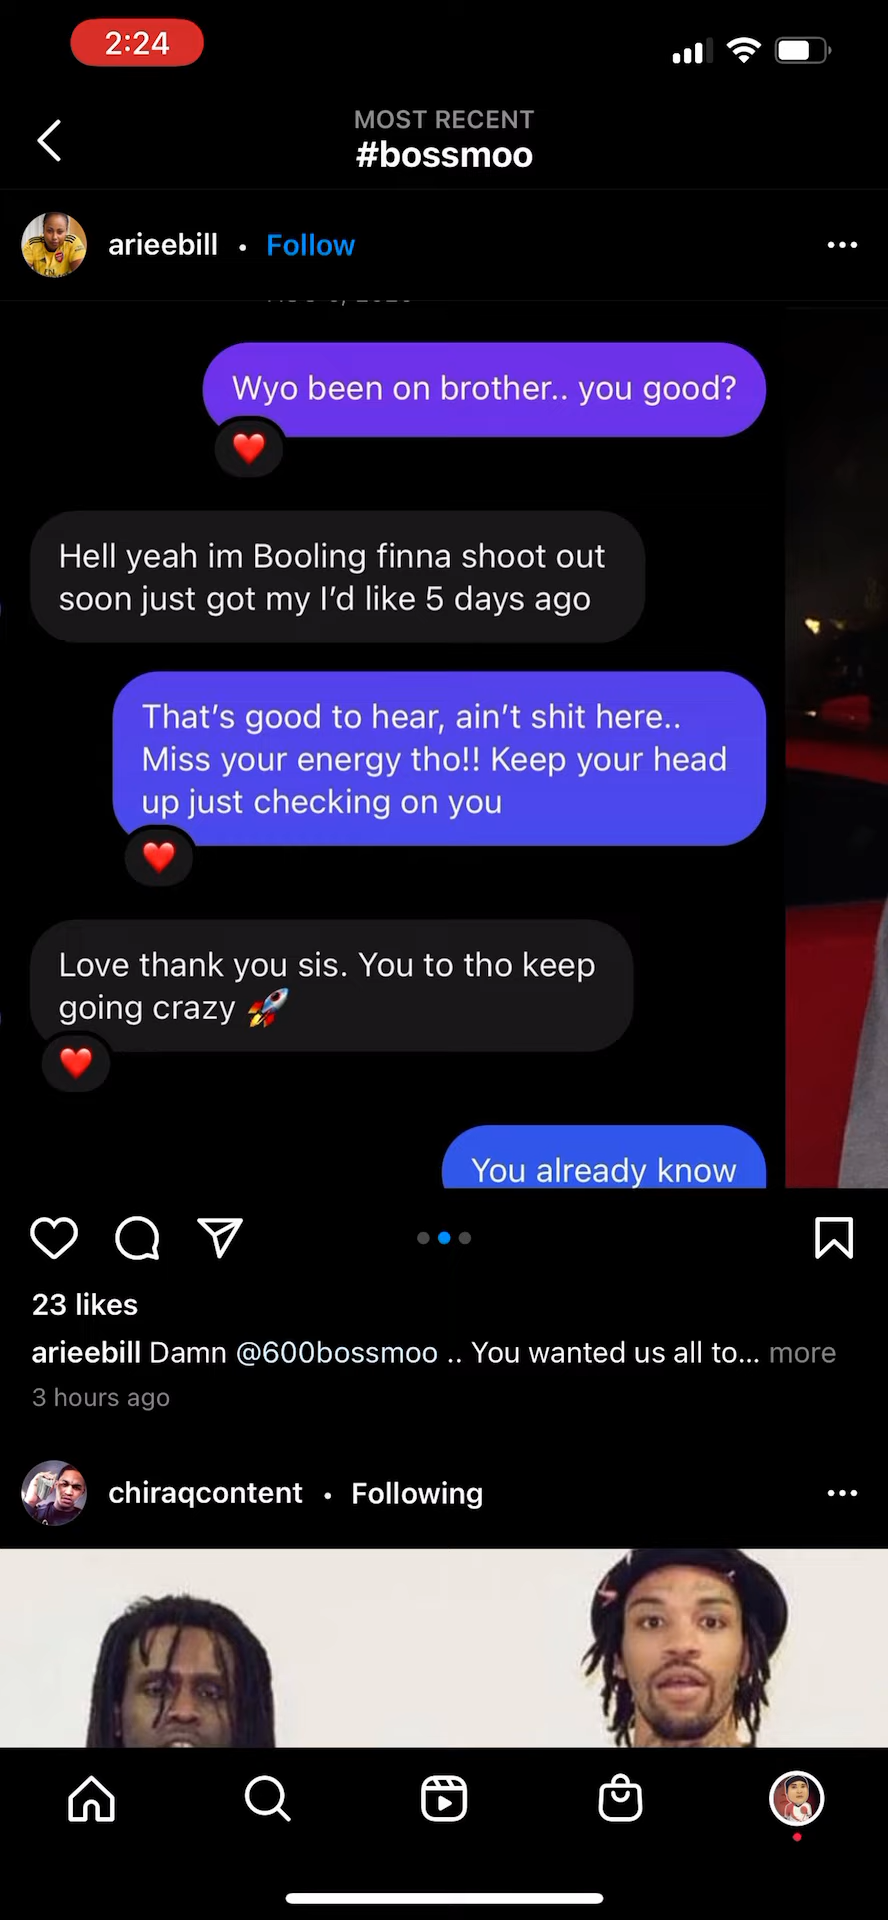 2:24
MOST RECENT
#bossmoo
arieebill • Follow
Wyo been on brother.. you good?
Hell yeah im Booling finna shoot out
soon just got my I’d like 5 days ago
That’s good to hear, ain’t shit here..
Miss your energy tho!! Keep your head
up just checking on you
Love thank you sis. You to tho keep
going crazy 🚀
You already know
23 likes
arieebill Damn @600bossmoo .. You wanted us all to... more
3 hours ago
chiraqcontent • Following